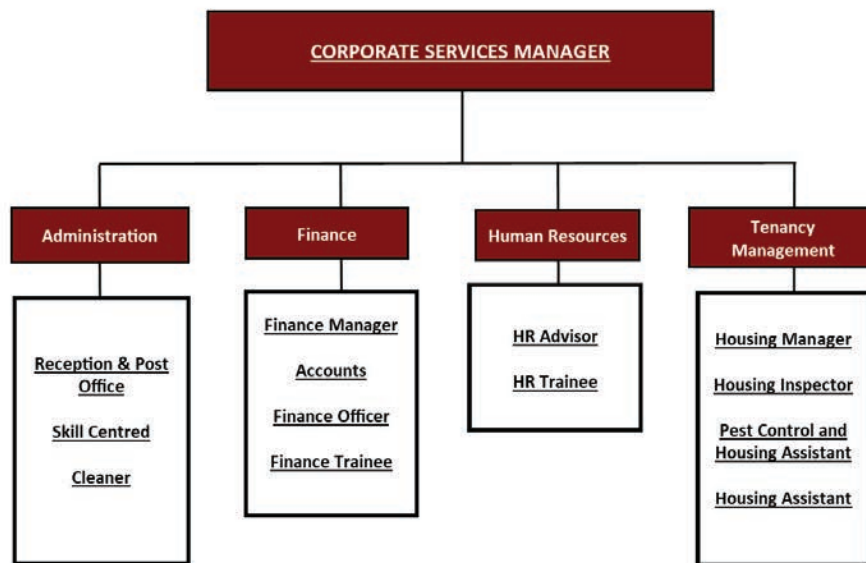 CORPORATE SERVICES MANAGER
Administration
Reception & Post
Office
Skill Centred
Cleaner
Finance
Finance Manager
Accounts
Finance Officer
Finance Trainee
Human Resources
HR Advisor
HR Trainee
Tenancy
Management
Housing Manager
Housing Inspector
Pest Control and
Housing Assistant
Housing Assistant